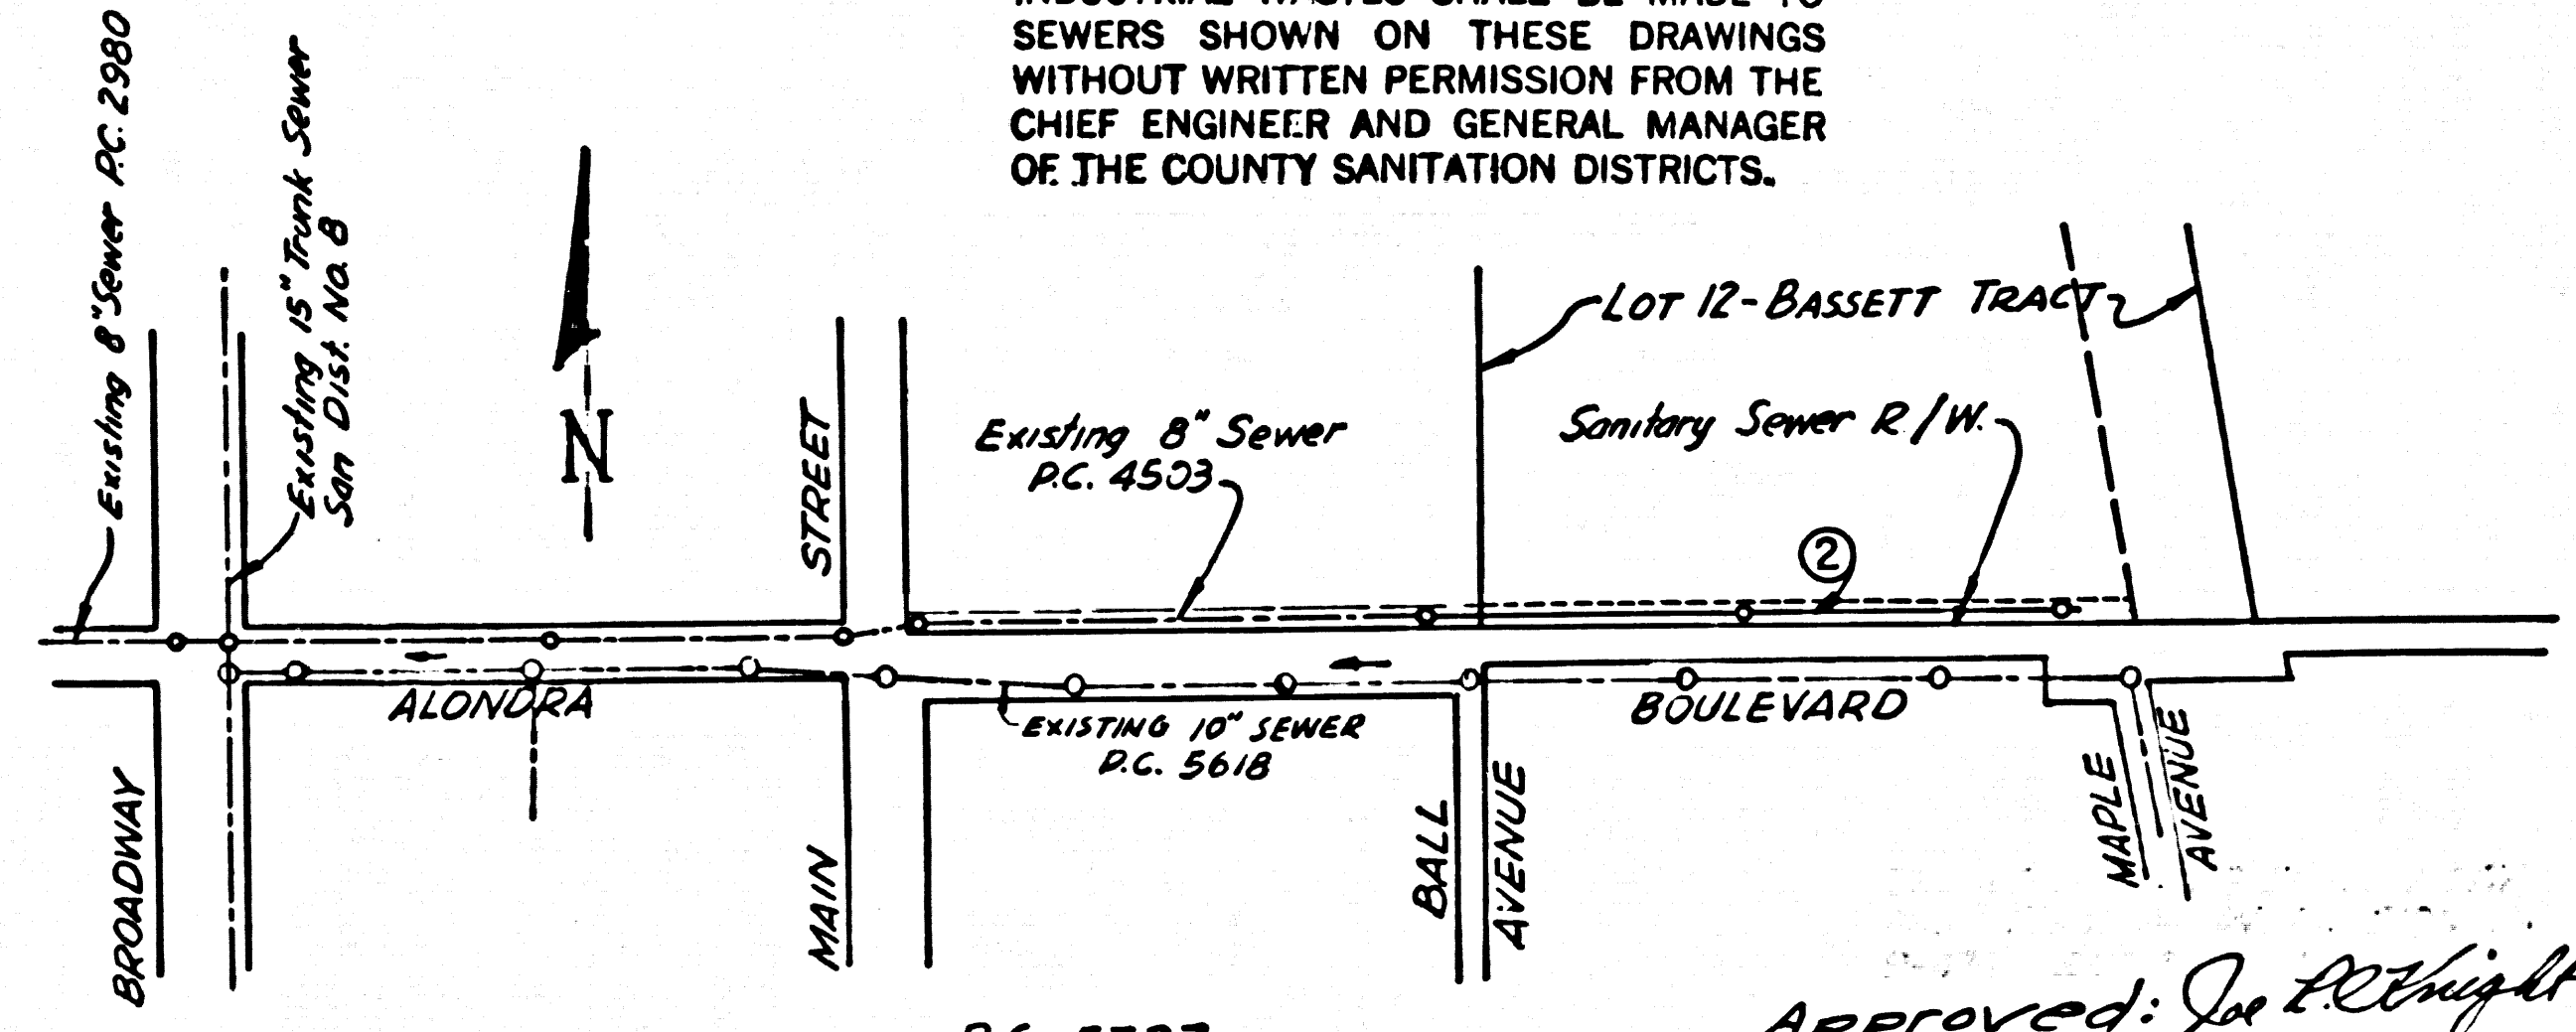 SEWERS SHOWN ON THESE DRAWINGS
WITHOUT WRITTEN PERMISSION FROM THE
CHIEF ENGINEER AND GENERAL MANAGER
OF THE COUNTY SANITATION DISTRICTS.
Existing 8" Sewer P.C. 2980
Existing 15" Trunk Sewer
San Dist. No. 8
N
STREET
Existing 8" Sewer
P.C. 4503
LOT 12-BASSETT TRACT
Sanitary Sewer R/W.
2
ALONDRA
BOULEVARD
EXISTING 10" SEWER
P.C. 5618
BROADWAY
MAIN
BALL
AVENUE
MAPLE
AVENUE
Approved: Joe